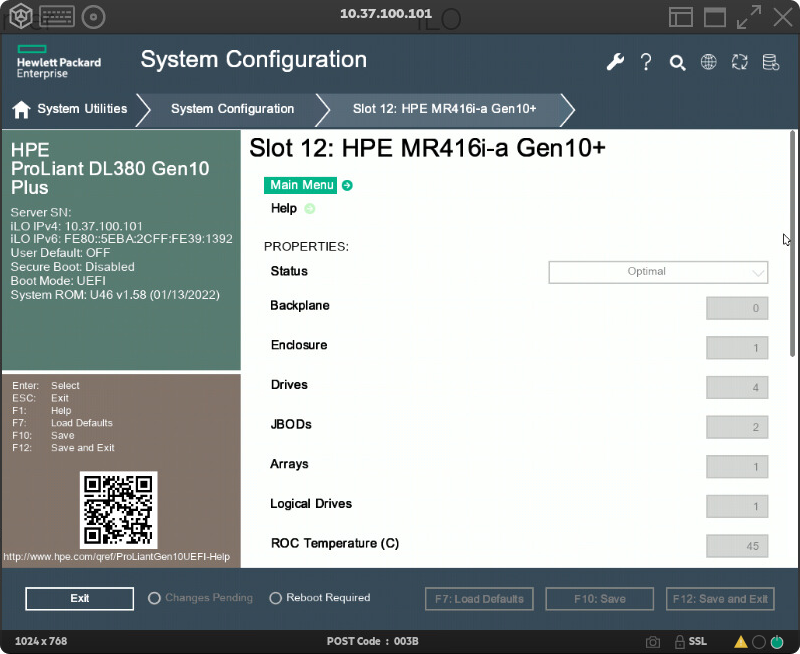 iLO
10.37.100.101
Hewlett Packard
Enterprise
System Configuration
System Utilities
System Configuration
Slot 12: HPE MR416i-a Gen10+
HPE
ProLiant DL380 Gen10
Plus
Server SN:
iLO IPv4: 10.37.100.101
iLO IPv6: FE80::5EBA:2CFF:FE39:1392
User Default: OFF
Secure Boot: Disabled
Boot Mode: UEFI
System ROM: U46 v1.58 (01/13/2022)
Enter: Select
ESC: Exit
F1: Help
F7: Load Defaults
F10: Save
F12: Save and Exit
http://www.hpe.com/qref/ProLiantGen10UEFI-Help
Slot 12: HPE MR416i-a Gen10+
Main Menu
Help
PROPERTIES:
Status Optimal
Backplane 0
Enclosure 1
Drives 4
JBODs 2
Arrays 1
Logical Drives 1
ROC Temperature (C) 45
Exit
Changes Pending
Reboot Required
F7: Load Defaults
F10: Save
F12: Save and Exit
1024 x 768
POST Code : 003B
SSL